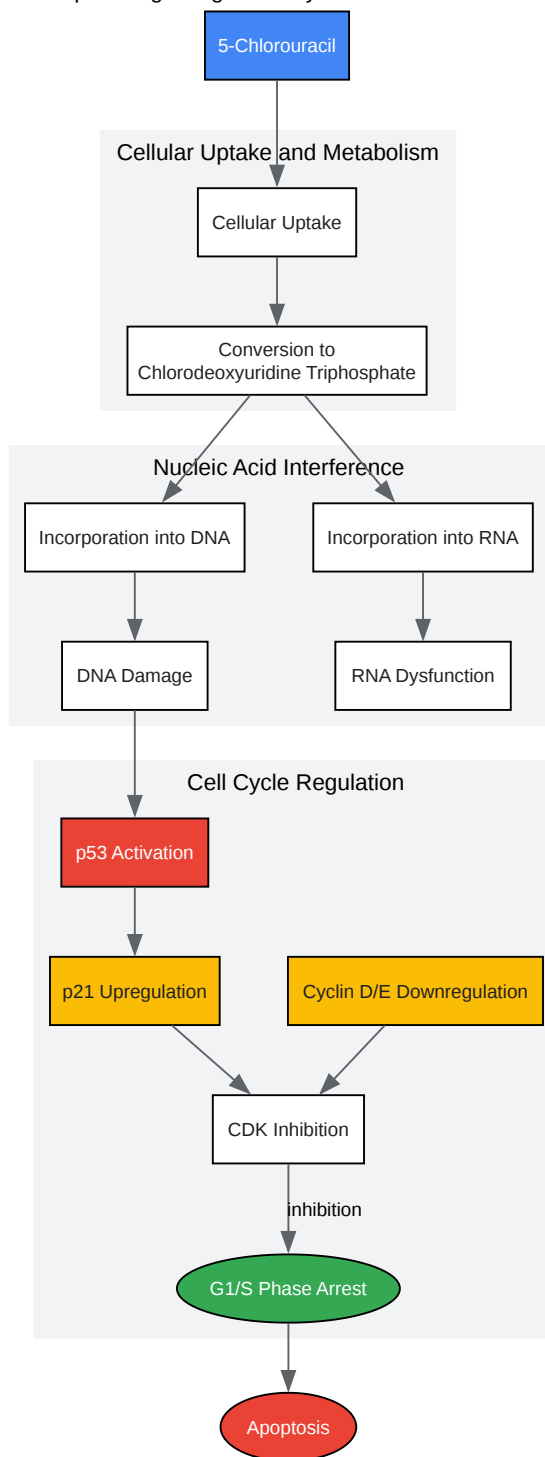 5-Chlorouracil
Cellular Uptake and Metabolism
Cellular Uptake
Conversion to
Chlorodeoxyuridine Triphosphate
Nucleic Acid Interference
Incorporation into DNA
Incorporation into RNA
DNA Damage
RNA Dysfunction
Cell Cycle Regulation
p53 Activation
p21 Upregulation
Cyclin D/E Downregulation
CDK Inhibition
inhibition
G1/S Phase Arrest
Apoptosis